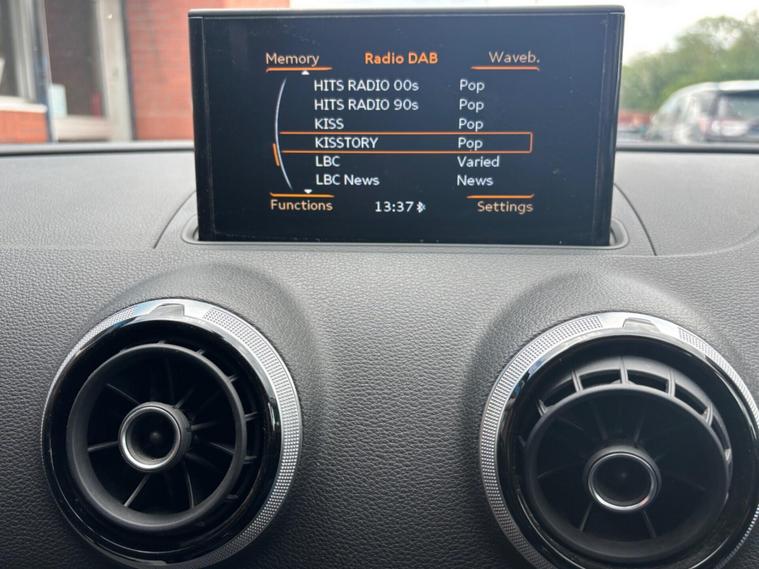 Memory Radio DAB Waveb.
HITS RADIO 00s Pop
HITS RADIO 90s Pop
KISS Pop
KISSTORY Pop
LBC Varied
LBC News News
Functions 13:37 Settings